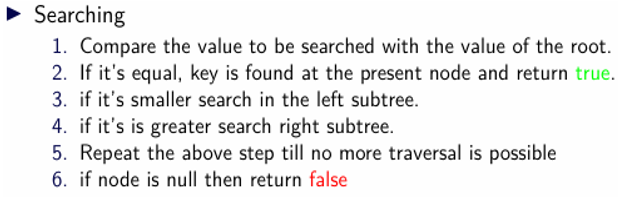 ▶ Searching
1. Compare the value to be searched with the value of the root.
2. If it's equal, key is found at the present node and return true.
3. if it's smaller search in the left subtree.
4. if it's is greater search right subtree.
5. Repeat the above step till no more traversal is possible
6. if node is null then return false